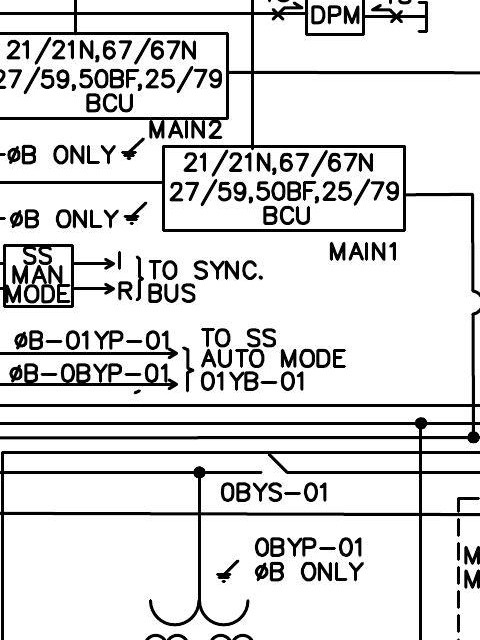 DPM
21/21N,67/67N
27/59,50BF,25/79
BCU
MAIN2
-ØB ONLY
21/21N,67/67N
27/59,50BF,25/79
BCU
-ØB ONLY
MAIN1
SS
MAN
MODE
I
R
TO SYNC.
BUS
ØB-01YP-01
ØB-0BYP-01
TO SS
AUTO MODE
01YB-01
0BYS-01
0BYP-01
ØB ONLY
M
M